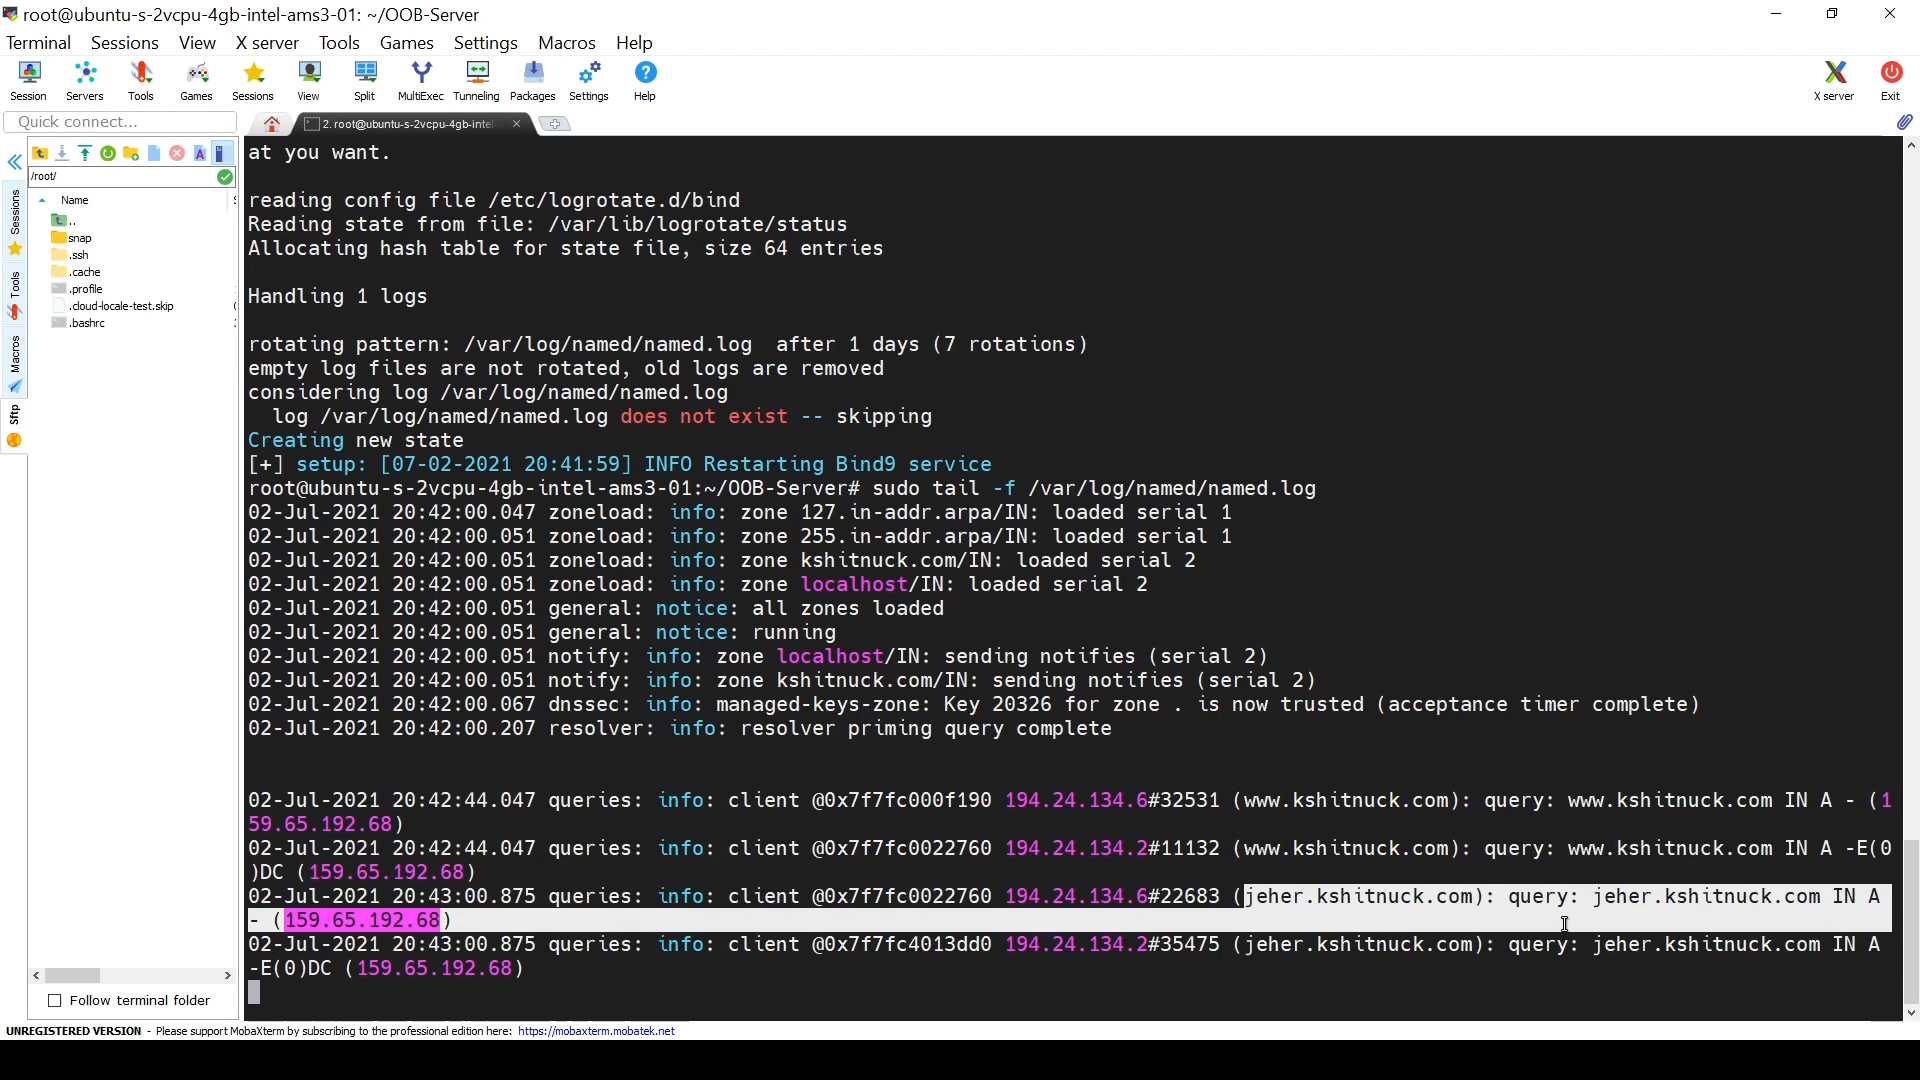 root@ubuntu-s-2vcpu-4gb-intel-ams3-01: ~/OOB-Server
Terminal Sessions View X server Tools Games Settings Macros Help
Session Servers Tools Games Sessions View Split MultiExec Tunneling Packages Settings Help X server Exit
Quick connect...
2. root@ubuntu-s-2vcpu-4gb-intel
/root/
Name
..
snap
.ssh
.cache
.profile
.cloud-locale-test.skip
.bashrc
Sessions
Tools
Macros
Sftp
Follow terminal folder
at you want.
reading config file /etc/logrotate.d/bind
Reading state from file: /var/lib/logrotate/status
Allocating hash table for state file, size 64 entries
Handling 1 logs
rotating pattern: /var/log/named/named.log  after 1 days (7 rotations)
empty log files are not rotated, old logs are removed
considering log /var/log/named/named.log
  log /var/log/named/named.log does not exist -- skipping
Creating new state
[+] setup: [07-02-2021 20:41:59] INFO Restarting Bind9 service
root@ubuntu-s-2vcpu-4gb-intel-ams3-01:~/OOB-Server# sudo tail -f /var/log/named/named.log
02-Jul-2021 20:42:00.047 zoneload: info: zone 127.in-addr.arpa/IN: loaded serial 1
02-Jul-2021 20:42:00.051 zoneload: info: zone 255.in-addr.arpa/IN: loaded serial 1
02-Jul-2021 20:42:00.051 zoneload: info: zone kshitnuck.com/IN: loaded serial 2
02-Jul-2021 20:42:00.051 zoneload: info: zone localhost/IN: loaded serial 2
02-Jul-2021 20:42:00.051 general: notice: all zones loaded
02-Jul-2021 20:42:00.051 general: notice: running
02-Jul-2021 20:42:00.051 notify: info: zone localhost/IN: sending notifies (serial 2)
02-Jul-2021 20:42:00.051 notify: info: zone kshitnuck.com/IN: sending notifies (serial 2)
02-Jul-2021 20:42:00.067 dnssec: info: managed-keys-zone: Key 20326 for zone . is now trusted (acceptance timer complete)
02-Jul-2021 20:42:00.207 resolver: info: resolver priming query complete
02-Jul-2021 20:42:44.047 queries: info: client @0x7f7fc000f190 194.24.134.6#32531 (www.kshitnuck.com): query: www.kshitnuck.com IN A - (1
59.65.192.68)
02-Jul-2021 20:42:44.047 queries: info: client @0x7f7fc0022760 194.24.134.2#11132 (www.kshitnuck.com): query: www.kshitnuck.com IN A -E(0
)DC (159.65.192.68)
02-Jul-2021 20:43:00.875 queries: info: client @0x7f7fc0022760 194.24.134.6#22683 (jeher.kshitnuck.com): query: jeher.kshitnuck.com IN A
- (159.65.192.68)
02-Jul-2021 20:43:00.875 queries: info: client @0x7f7fc4013dd0 194.24.134.2#35475 (jeher.kshitnuck.com): query: jeher.kshitnuck.com IN A
-E(0)DC (159.65.192.68)
UNREGISTERED VERSION - Please support MobaXterm by subscribing to the professional edition here: https://mobaxterm.mobatek.net